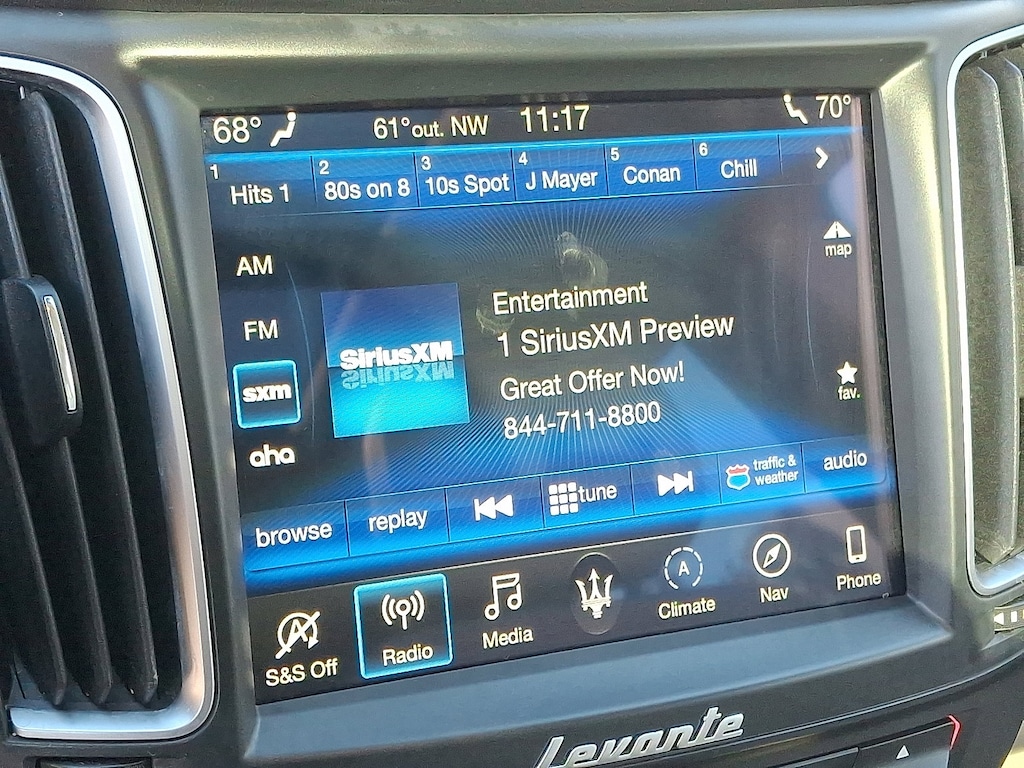 68° 61° out. NW 11:17 70°
1 Hits 1 2 80s on 8 3 10s Spot 4 J Mayer 5 Conan 6 Chill
AM
map
Entertainment
FM
SiriusXM
1 SiriusXM Preview
sxm
Great Offer Now!
fav.
844-711-8800
aha
browse replay tune traffic & weather audio
S&S Off Radio Media A Climate Nav Phone
Levante